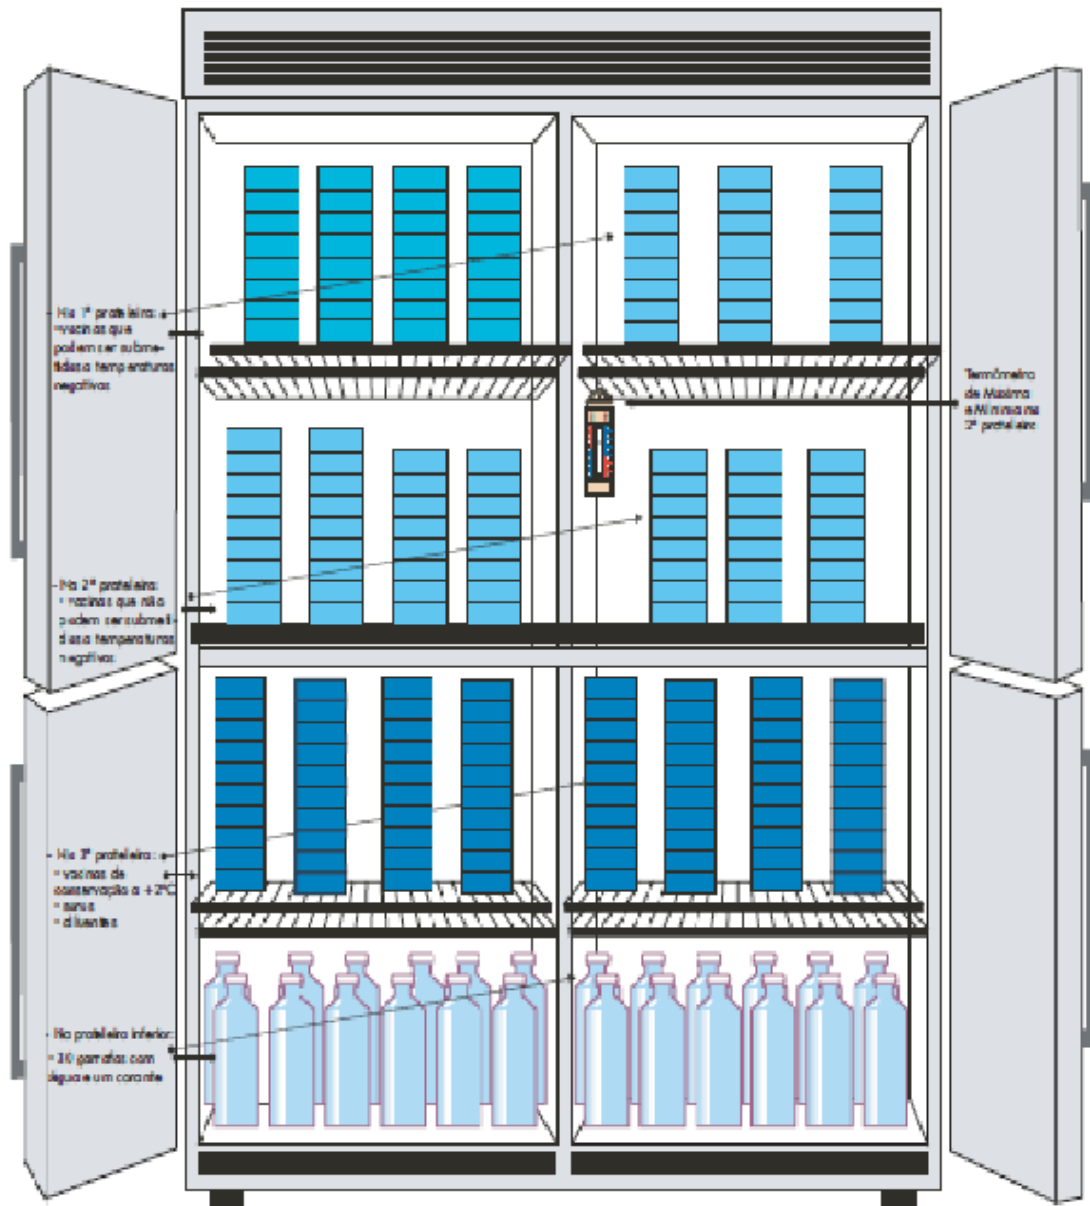 - Na 1ª prateleira:
• vacinas que
podem ser subme-
tidas a temperaturas
negativas
Termômetro
de Máxima
e Mínima na
2ª prateleira
- Na 2ª prateleira:
• vacinas que não
podem ser submeti-
das a temperaturas
negativas
- Na 3ª prateleira:
• vacinas de
conservação a +2ºC
• soros
• diluentes
- Na prateleira inferior:
• 30 garrafas com
água e um corante